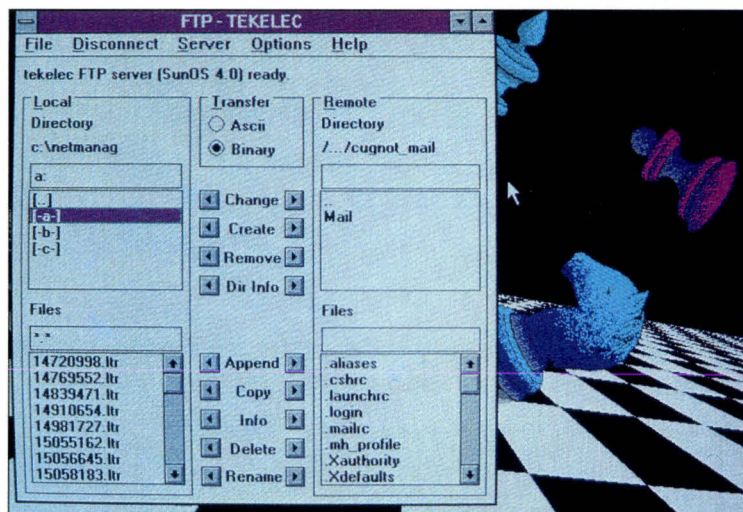 FTP - TEKELEC
File Disconnect Server Options Help
tekelec FTP server (SunOS 4.0) ready.
Local
Directory
c:\netmanag
a:
[..]
[-a-]
[-b-]
[-c-]
Files
*.*
14720998.ltr
14769552.ltr
14839471.ltr
14910654.ltr
14981727.ltr
15055162.ltr
15056645.ltr
15058183.ltr
Transfer
Ascii
Binary
Change
Create
Remove
Dir Info
Append
Copy
Info
Delete
Rename
Remote
Directory
/.../cugnot_mail
..
Mail
Files
.aliases
.cshrc
.launchrc
.login
.mailrc
.mh_profile
.Xauthority
.Xdefaults